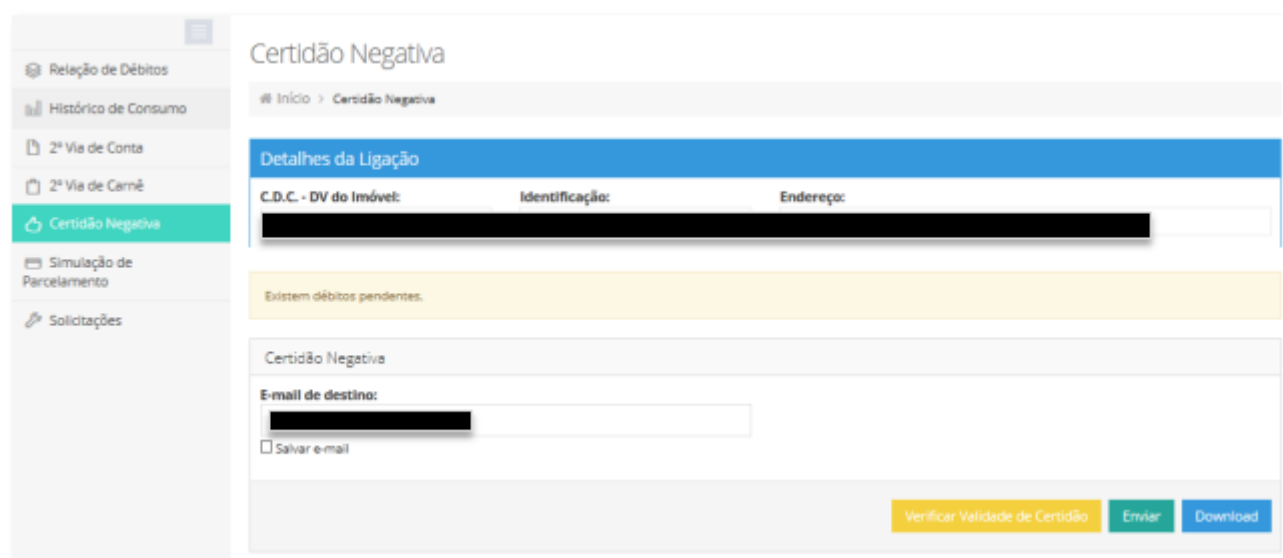 Relação de Débitos
Histórico de Consumo
2ª Via de Conta
2ª Via de Carnê
Certidão Negativa
Simulação de
Parcelamento
Solicitações
Certidão Negativa
Início > Certidão Negativa
Detalhes da Ligação
C.D.C. - DV do Imóvel: Identificação: Endereço:
Existem débitos pendentes.
Certidão Negativa
E-mail de destino:
Salvar e-mail
Verificar Validade de Certidão Enviar Download